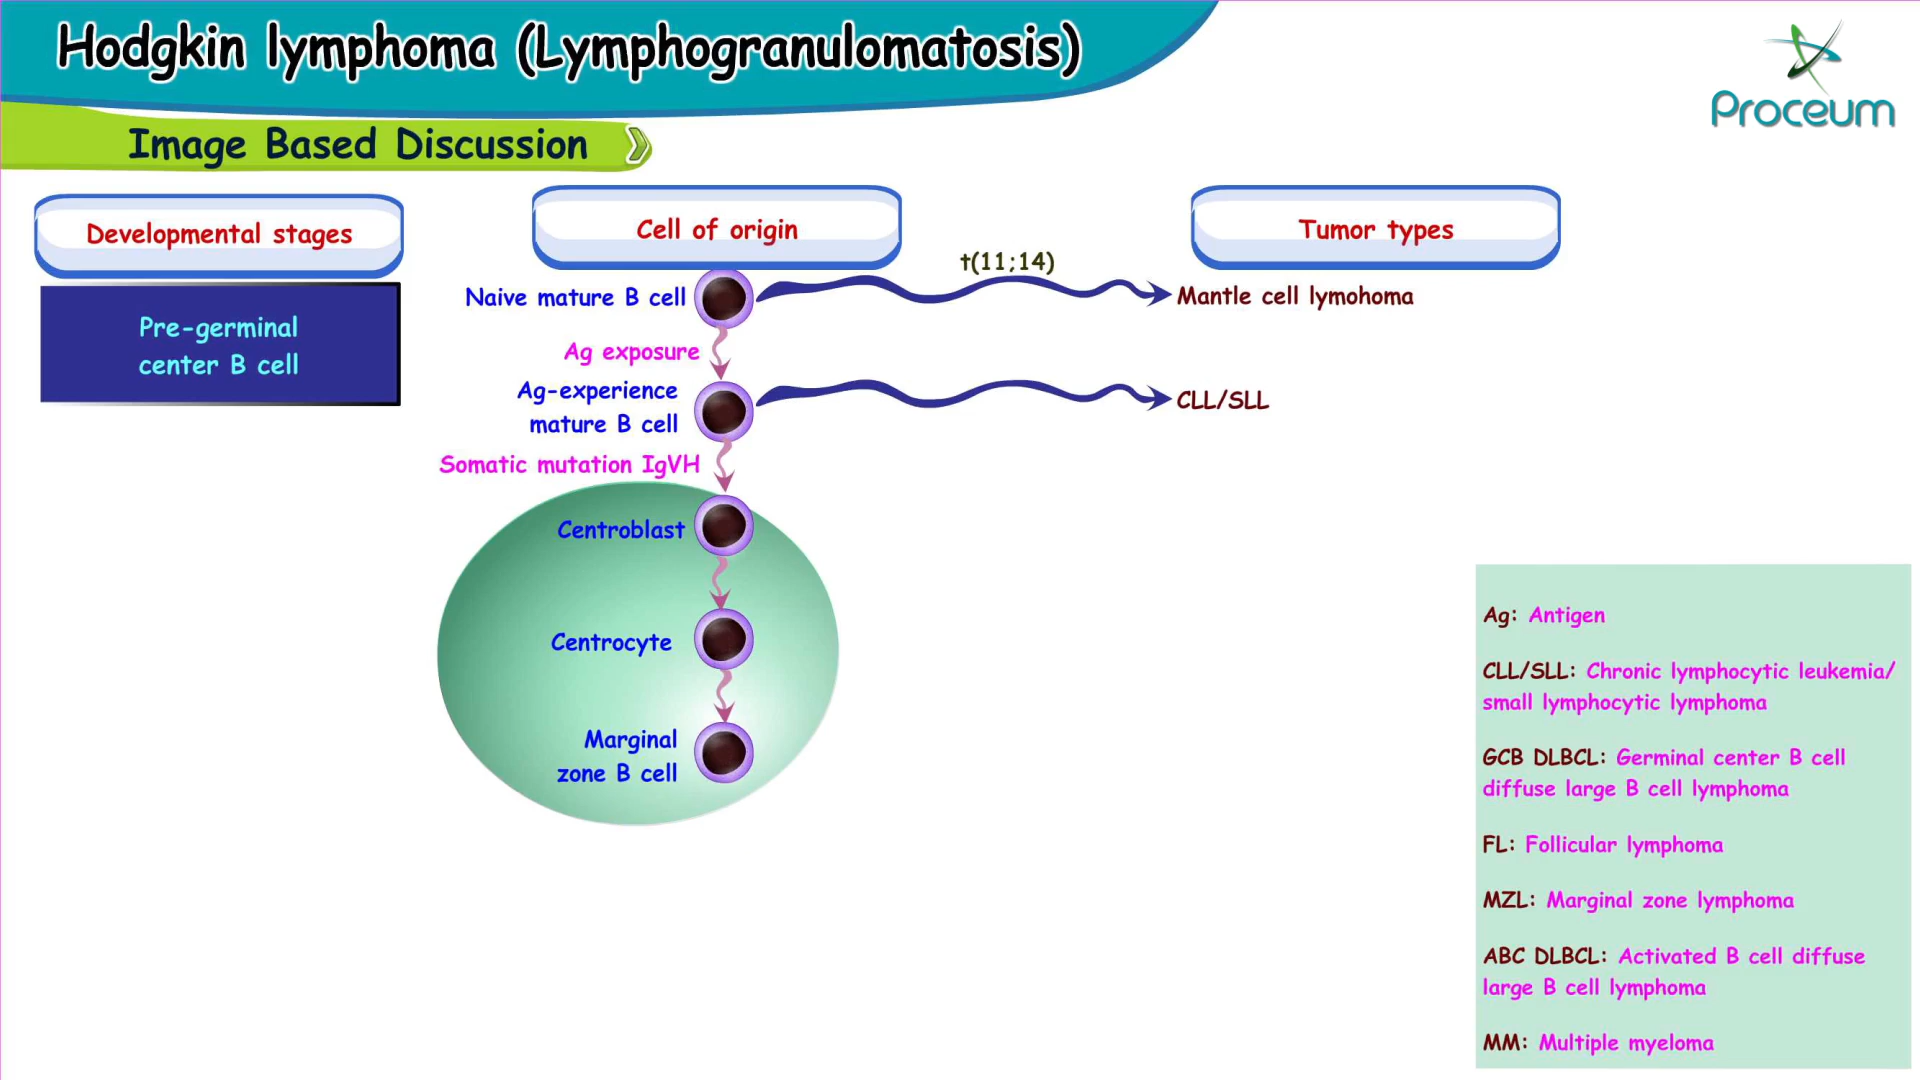 Hodgkin lymphoma (Lymphogranulomatosis)
Proceum
Image Based Discussion
Developmental stages
Cell of origin
Tumor types
Pre-germinal
center B cell
Naive mature B cell
t(11;14)
Mantle cell lymohoma
Ag exposure
Ag-experience
mature B cell
CLL/SLL
Somatic mutation IgVH
Centroblast
Centrocyte
Marginal
zone B cell
Ag: Antigen
CLL/SLL: Chronic lymphocytic leukemia/
small lymphocytic lymphoma
GCB DLBCL: Germinal center B cell
diffuse large B cell lymphoma
FL: Follicular lymphoma
MZL: Marginal zone lymphoma
ABC DLBCL: Activated B cell diffuse
large B cell lymphoma
MM: Multiple myeloma